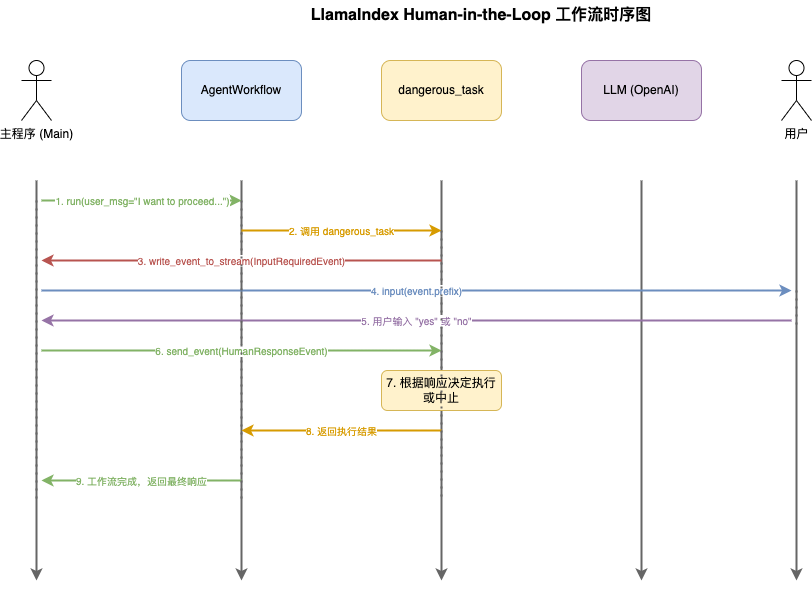 LlamaIndex Human-in-the-Loop 工作流时序图
主程序 (Main)
AgentWorkflow
dangerous_task
LLM (OpenAI)
用户
1. run(user_msg="I want to proceed...")
2. 调用 dangerous_task
3. write_event_to_stream(InputRequiredEvent)
4. input(event.prefix)
5. 用户输入 "yes" 或 "no"
6. send_event(HumanResponseEvent)
7. 根据响应决定执行
或中止
8. 返回执行结果
9. 工作流完成，返回最终响应